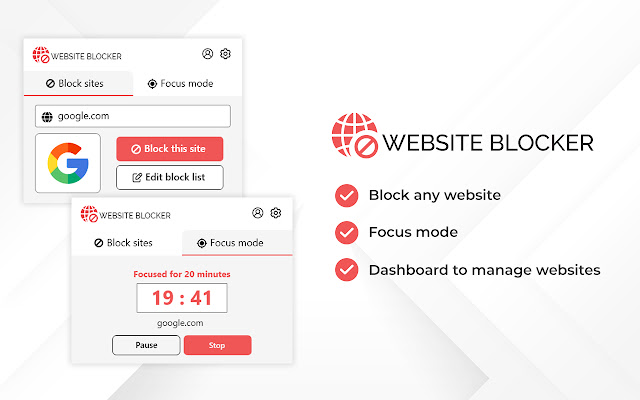 WEBSITE BLOCKER
Block sites
Focus mode
google.com
Block this site
Edit block list
WEBSITE BLOCKER
Block sites
Focus mode
Focused for 20 minutes
19 : 41
google.com
Pause
Stop
WEBSITE BLOCKER
Block any website
Focus mode
Dashboard to manage websites